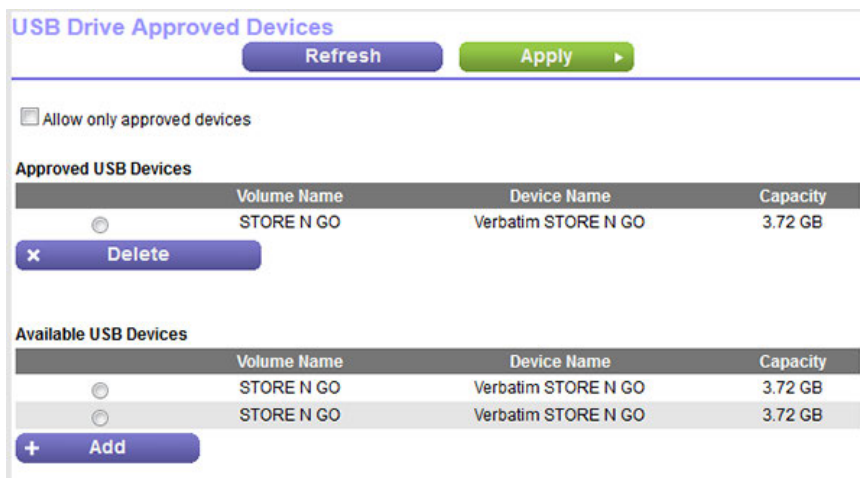 USB Drive Approved Devices
Refresh Apply
Allow only approved devices
Approved USB Devices
Volume Name Device Name Capacity
STORE N GO Verbatim STORE N GO 3.72 GB
Delete
Available USB Devices
Volume Name Device Name Capacity
STORE N GO Verbatim STORE N GO 3.72 GB
STORE N GO Verbatim STORE N GO 3.72 GB
Add